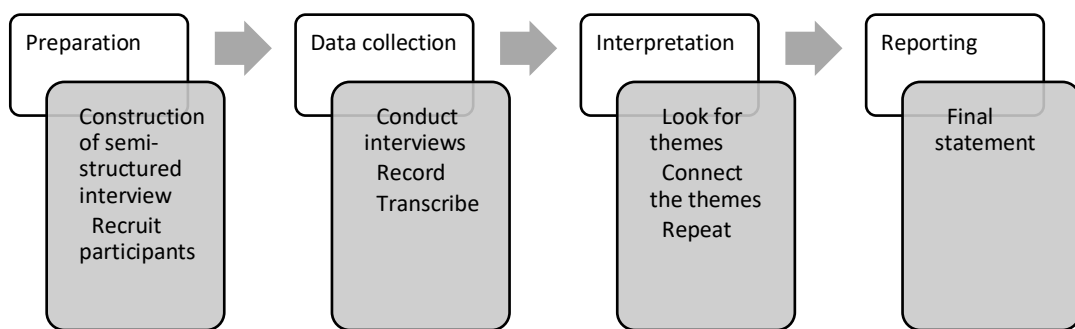 Preparation
Construction
of semi-
structured
interview
Recruit
participants
Data collection
Conduct
interviews
Record
Transcribe
Interpretation
Look for
themes
Connect
the themes
Repeat
Reporting
Final
statement